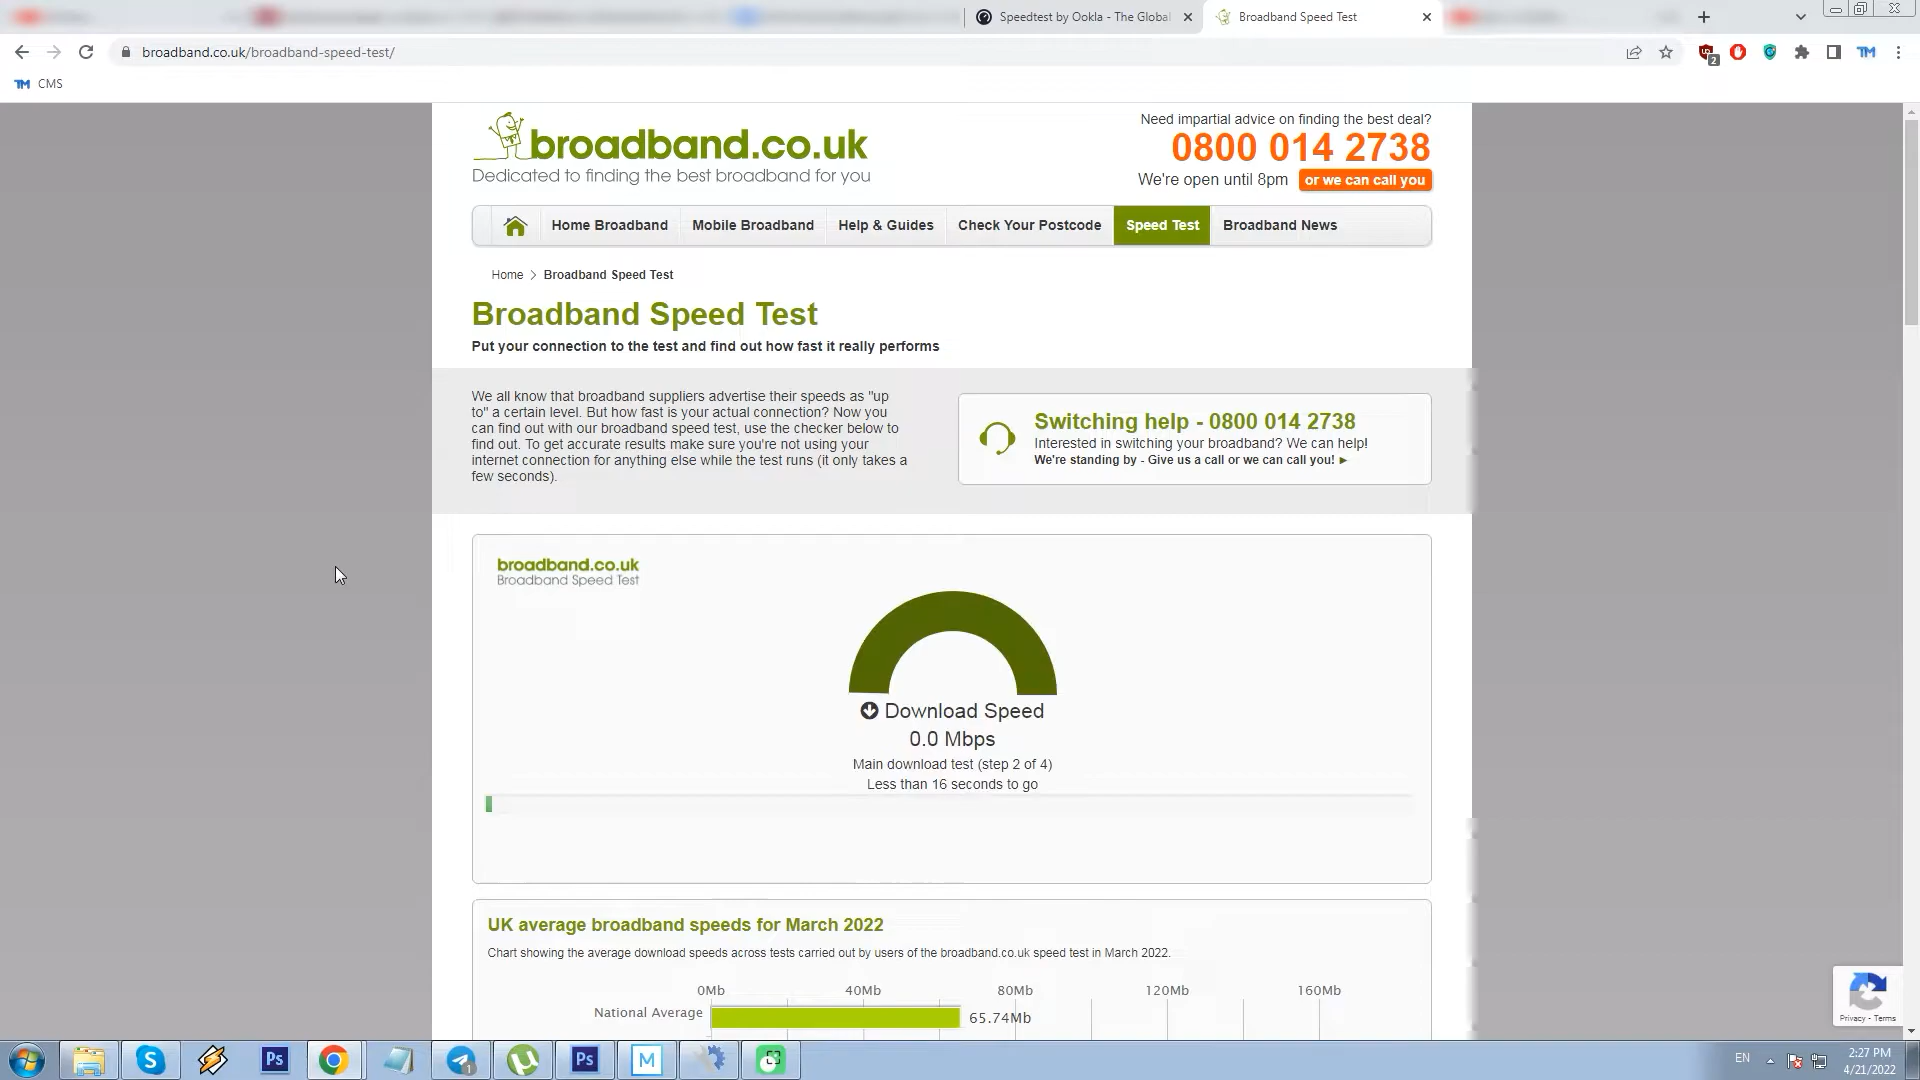 Speedtest by Ookla - The Global
Broadband Speed Test
broadband.co.uk/broadband-speed-test/
2
TM
TM CMS
broadband.co.uk
Dedicated to finding the best broadband for you
Need impartial advice on finding the best deal?
0800 014 2738
We're open until 8pm or we can call you
Home Broadband Mobile Broadband Help & Guides Check Your Postcode Speed Test Broadband News
Home > Broadband Speed Test
Broadband Speed Test
Put your connection to the test and find out how fast it really performs
We all know that broadband suppliers advertise their speeds as "up
to" a certain level. But how fast is your actual connection? Now you
can find out with our broadband speed test, use the checker below to
find out. To get accurate results make sure you're not using your
internet connection for anything else while the test runs (it only takes a
few seconds).
Switching help - 0800 014 2738
Interested in switching your broadband? We can help!
We're standing by - Give us a call or we can call you! ►
broadband.co.uk
Broadband Speed Test
Download Speed
0.0 Mbps
Main download test (step 2 of 4)
Less than 16 seconds to go
UK average broadband speeds for March 2022
Chart showing the average download speeds across tests carried out by users of the broadband.co.uk speed test in March 2022.
0Mb 40Mb 80Mb 120Mb 160Mb
National Average 65.74Mb
Privacy - Terms
S Ps 1 Ps M
EN
2:27 PM
4/21/2022